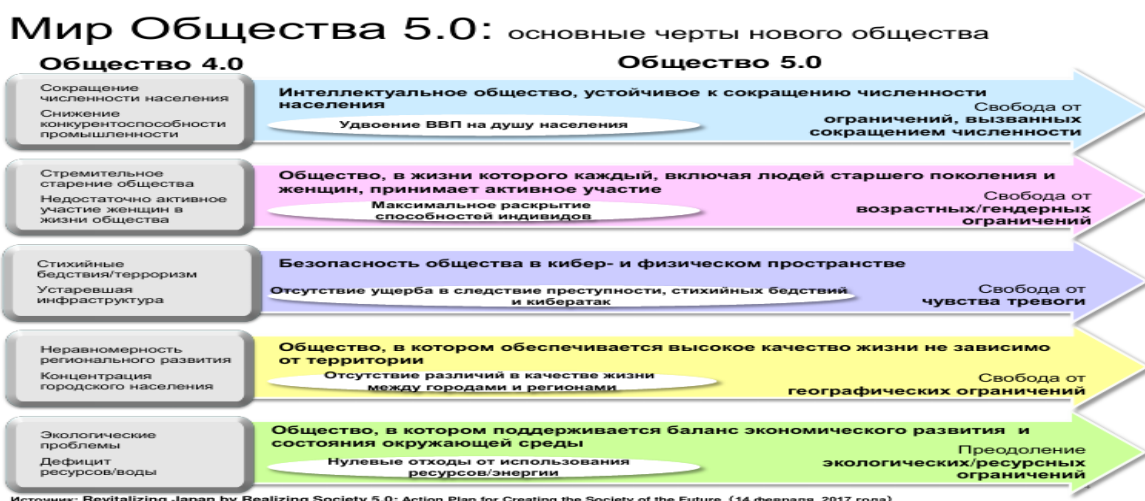 Мир Общества 5.0: основные черты нового общества
Общество 4.0
Общество 5.0
Сокращение
численности населения
Снижение
конкурентоспособности
промышленности
Интеллектуальное общество, устойчивое к сокращению численности
населения
Удвоение ВВП на душу населения
Свобода от
ограничений, вызванных
сокращением численности
Стремительное
старение общества
Недостаточно активное
участие женщин в
жизни общества
Общество, в жизни которого каждый, включая людей старшего поколения и
женщин, принимает активное участие
Максимальное раскрытие
способностей индивидов
Свобода от
возрастных/гендерных
ограничений
Стихийные
бедствия/терроризм
Устаревшая
инфраструктура
Безопасность общества в кибер- и физическом пространстве
Отсутствие ущерба в следствие преступности, стихийных бедствий
и кибератак
Свобода от
чувства тревоги
Неравномерность
регионального развития
Концентрация
городского населения
Общество, в котором обеспечивается высокое качество жизни не зависимо
от территории
Отсутствие различий в качестве жизни
между городами и регионами
Свобода от
географических ограничений
Экологические
проблемы
Дефицит
ресурсов/воды
Общество, в котором поддерживается баланс экономического развития и
состояния окружающей среды
Нулевые отходы от использования
ресурсов/энергии
Преодоление
экологических/ресурсных
ограничений
Источник: Revitalizing Japan by Realizing Society 5.0: Action Plan for Creating the Society of the Future (14 февраля, 2017 года)